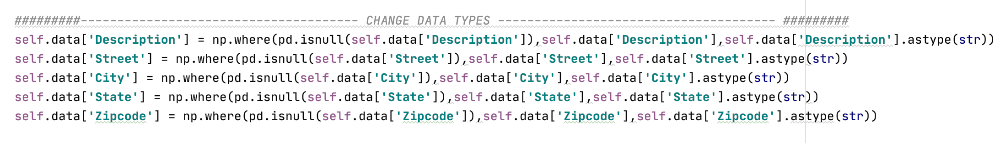 #########-------------------------------------- CHANGE DATA TYPES -------------------------------------- #########
self.data['Description'] = np.where(pd.isnull(self.data['Description']),self.data['Description'],self.data['Description'].astype(str))
self.data['Street'] = np.where(pd.isnull(self.data['Street']),self.data['Street'],self.data['Street'].astype(str))
self.data['City'] = np.where(pd.isnull(self.data['City']),self.data['City'],self.data['City'].astype(str))
self.data['State'] = np.where(pd.isnull(self.data['State']),self.data['State'],self.data['State'].astype(str))
self.data['Zipcode'] = np.where(pd.isnull(self.data['Zipcode']),self.data['Zipcode'],self.data['Zipcode'].astype(str))